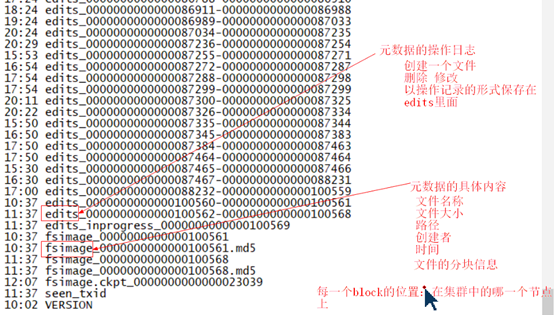 18:24 edits_0000000000000086911-0000000000000086988
19:24 edits_0000000000000086989-0000000000000087033
20:24 edits_0000000000000087034-0000000000000087235
20:29 edits_0000000000000087236-0000000000000087254
15:53 edits_0000000000000087255-0000000000000087271
16:54 edits_0000000000000087272-0000000000000087287
17:54 edits_0000000000000087288-0000000000000087298
17:54 edits_0000000000000087299-0000000000000087299
20:11 edits_0000000000000087300-0000000000000087325
20:22 edits_0000000000000087326-0000000000000087334
15:50 edits_0000000000000087335-0000000000000087344
16:50 edits_0000000000000087345-0000000000000087383
17:50 edits_0000000000000087384-0000000000000087463
17:50 edits_0000000000000087464-0000000000000087464
15:30 edits_0000000000000087465-0000000000000087466
16:30 edits_0000000000000087467-0000000000000088231
17:00 edits_0000000000000088232-0000000000000100559
10:37 edits_0000000000000100560-0000000000000100561
11:37 edits_0000000000000100562-0000000000000100568
11:37 edits_inprogress_0000000000000100569
10:37 fsimage_0000000000000100561
10:37 fsimage_0000000000000100561.md5
11:37 fsimage_0000000000000100568
11:37 fsimage_0000000000000100568.md5
12:07 fsimage.ckpt_0000000000000023039
11:37 seen_txid
10:02 VERSION
元数据的操作日志
创建一个文件
删除 修改
以操作记录的形式保存在
edits里面
元数据的具体内容
文件名称
文件大小
路径
创建者
时间
文件的分块信息
每一个block的位置: 在集群中的哪一个节点
上